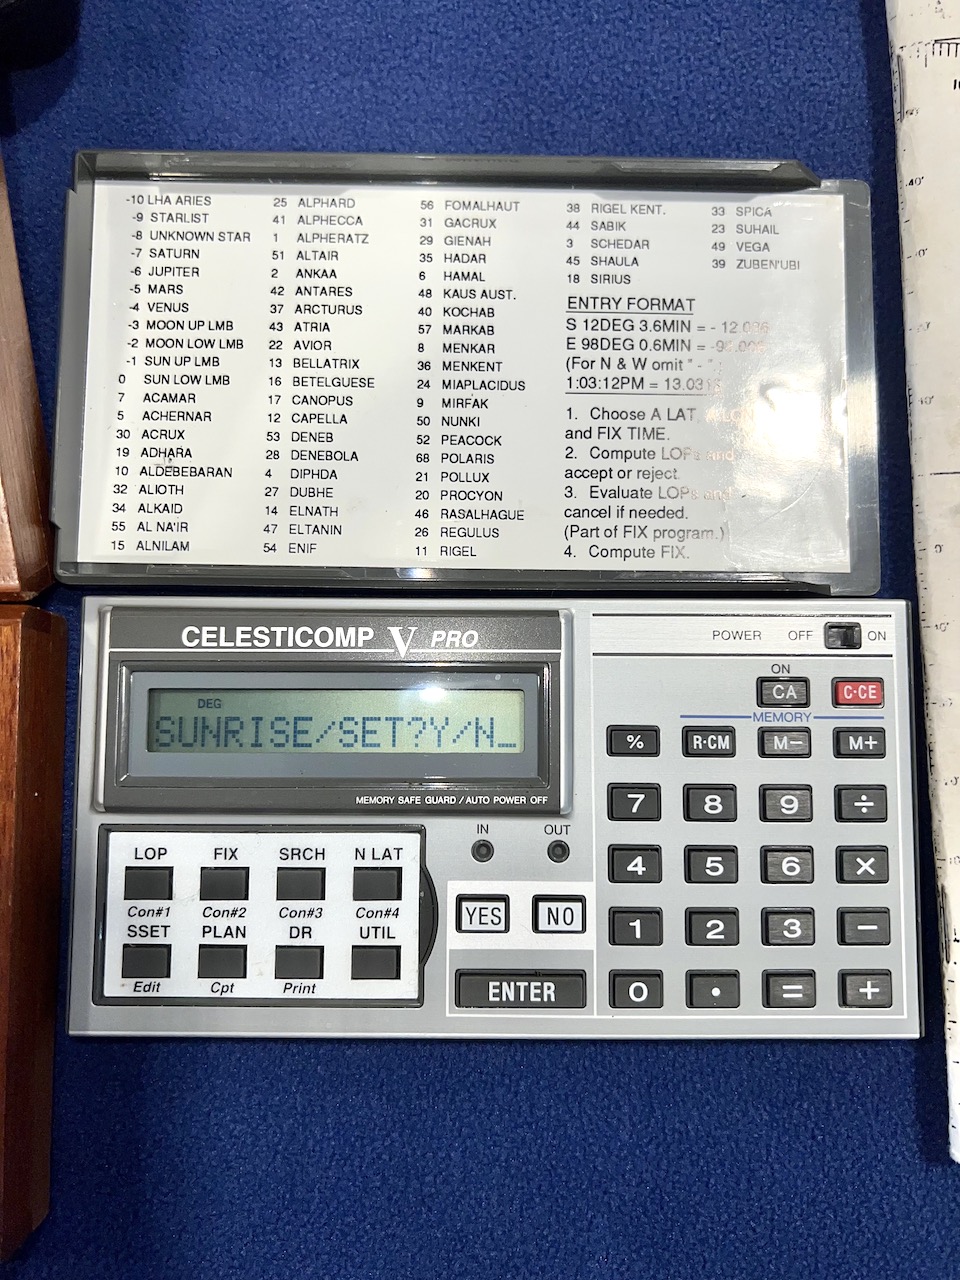 -10 LHA ARIES
-9 STARLIST
-8 UNKNOWN STAR
-7 SATURN
-6 JUPITER
-5 MARS
-4 VENUS
-3 MOON UP LMB
-2 MOON LOW LMB
-1 SUN UP LMB
0 SUN LOW LMB
7 ACAMAR
5 ACHERNAR
30 ACRUX
19 ADHARA
10 ALDEBEBARAN
32 ALIOTH
34 ALKAID
55 AL NA'IR
15 ALNILAM
25 ALPHARD
41 ALPHECCA
1 ALPHERATZ
51 ALTAIR
2 ANKAA
42 ANTARES
37 ARCTURUS
43 ATRIA
22 AVIOR
13 BELLATRIX
16 BETELGUESE
17 CANOPUS
12 CAPELLA
53 DENEB
28 DENEBOLA
4 DIPHDA
27 DUBHE
14 ELNATH
47 ELTANIN
54 ENIF
56 FOMALHAUT
31 GACRUX
29 GIENAH
35 HADAR
6 HAMAL
48 KAUS AUST.
40 KOCHAB
57 MARKAB
8 MENKAR
36 MENKENT
24 MIAPLACIDUS
9 MIRFAK
50 NUNKI
52 PEACOCK
68 POLARIS
21 POLLUX
20 PROCYON
46 RASALHAGUE
26 REGULUS
11 RIGEL
38 RIGEL KENT.
44 SABIK
3 SCHEDAR
45 SHAULA
18 SIRIUS
33 SPICA
23 SUHAIL
49 VEGA
39 ZUBEN'UBI
ENTRY FORMAT
S 12DEG 3.6MIN = - 12.036
E 98DEG 0.6MIN =
(For N & W omit " - "
1:03:12PM = 13.0312
1. Choose A LAT, A LON
and FIX TIME.
2. Compute LOPs and
accept or reject.
3. Evaluate LOPs and
cancel if needed.
(Part of FIX program.)
4. Compute FIX.
CELESTICOMP V PRO
DEG
SUNRISE/SET?Y/N_
MEMORY SAFE GUARD / AUTO POWER OFF
POWER OFF ON
ON
CA C·CE
MEMORY
% R·CM M− M+
7 8 9 ÷
4 5 6 ×
1 2 3 −
0 . = +
IN OUT
YES NO
ENTER
LOP FIX SRCH N LAT
Con#1 Con#2 Con#3 Con#4
SSET PLAN DR UTIL
Edit Cpt Print